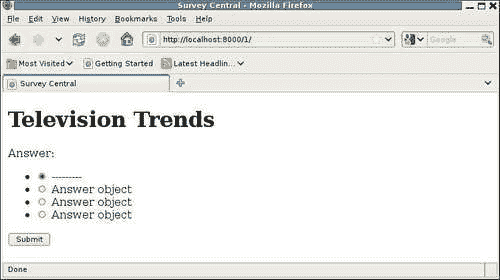 Survey Central - Mozilla Firefox
File Edit View History Bookmarks Tools Help
http://localhost:8000/1/ Google
Most Visited Getting Started Latest Headlin...
Survey Central
Television Trends
Answer:
---------
Answer object
Answer object
Answer object
Submit
Done